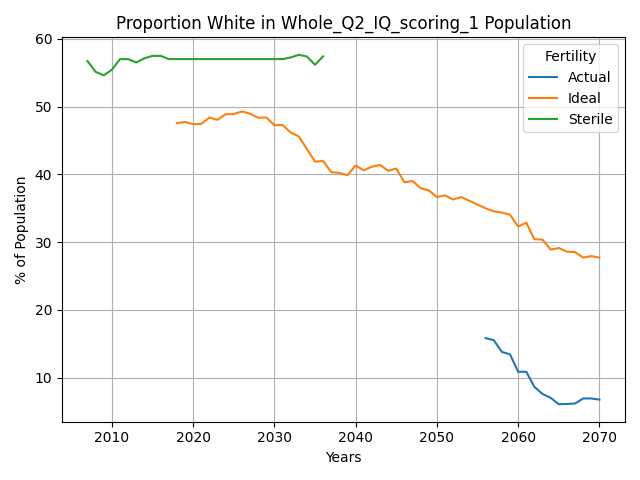 Proportion White in Whole_Q2_IQ_scoring_1 Population
60
50
40
30
20
10
% of Population
Fertility
Actual
Ideal
Sterile
2010 2020 2030 2040 2050 2060 2070
Years